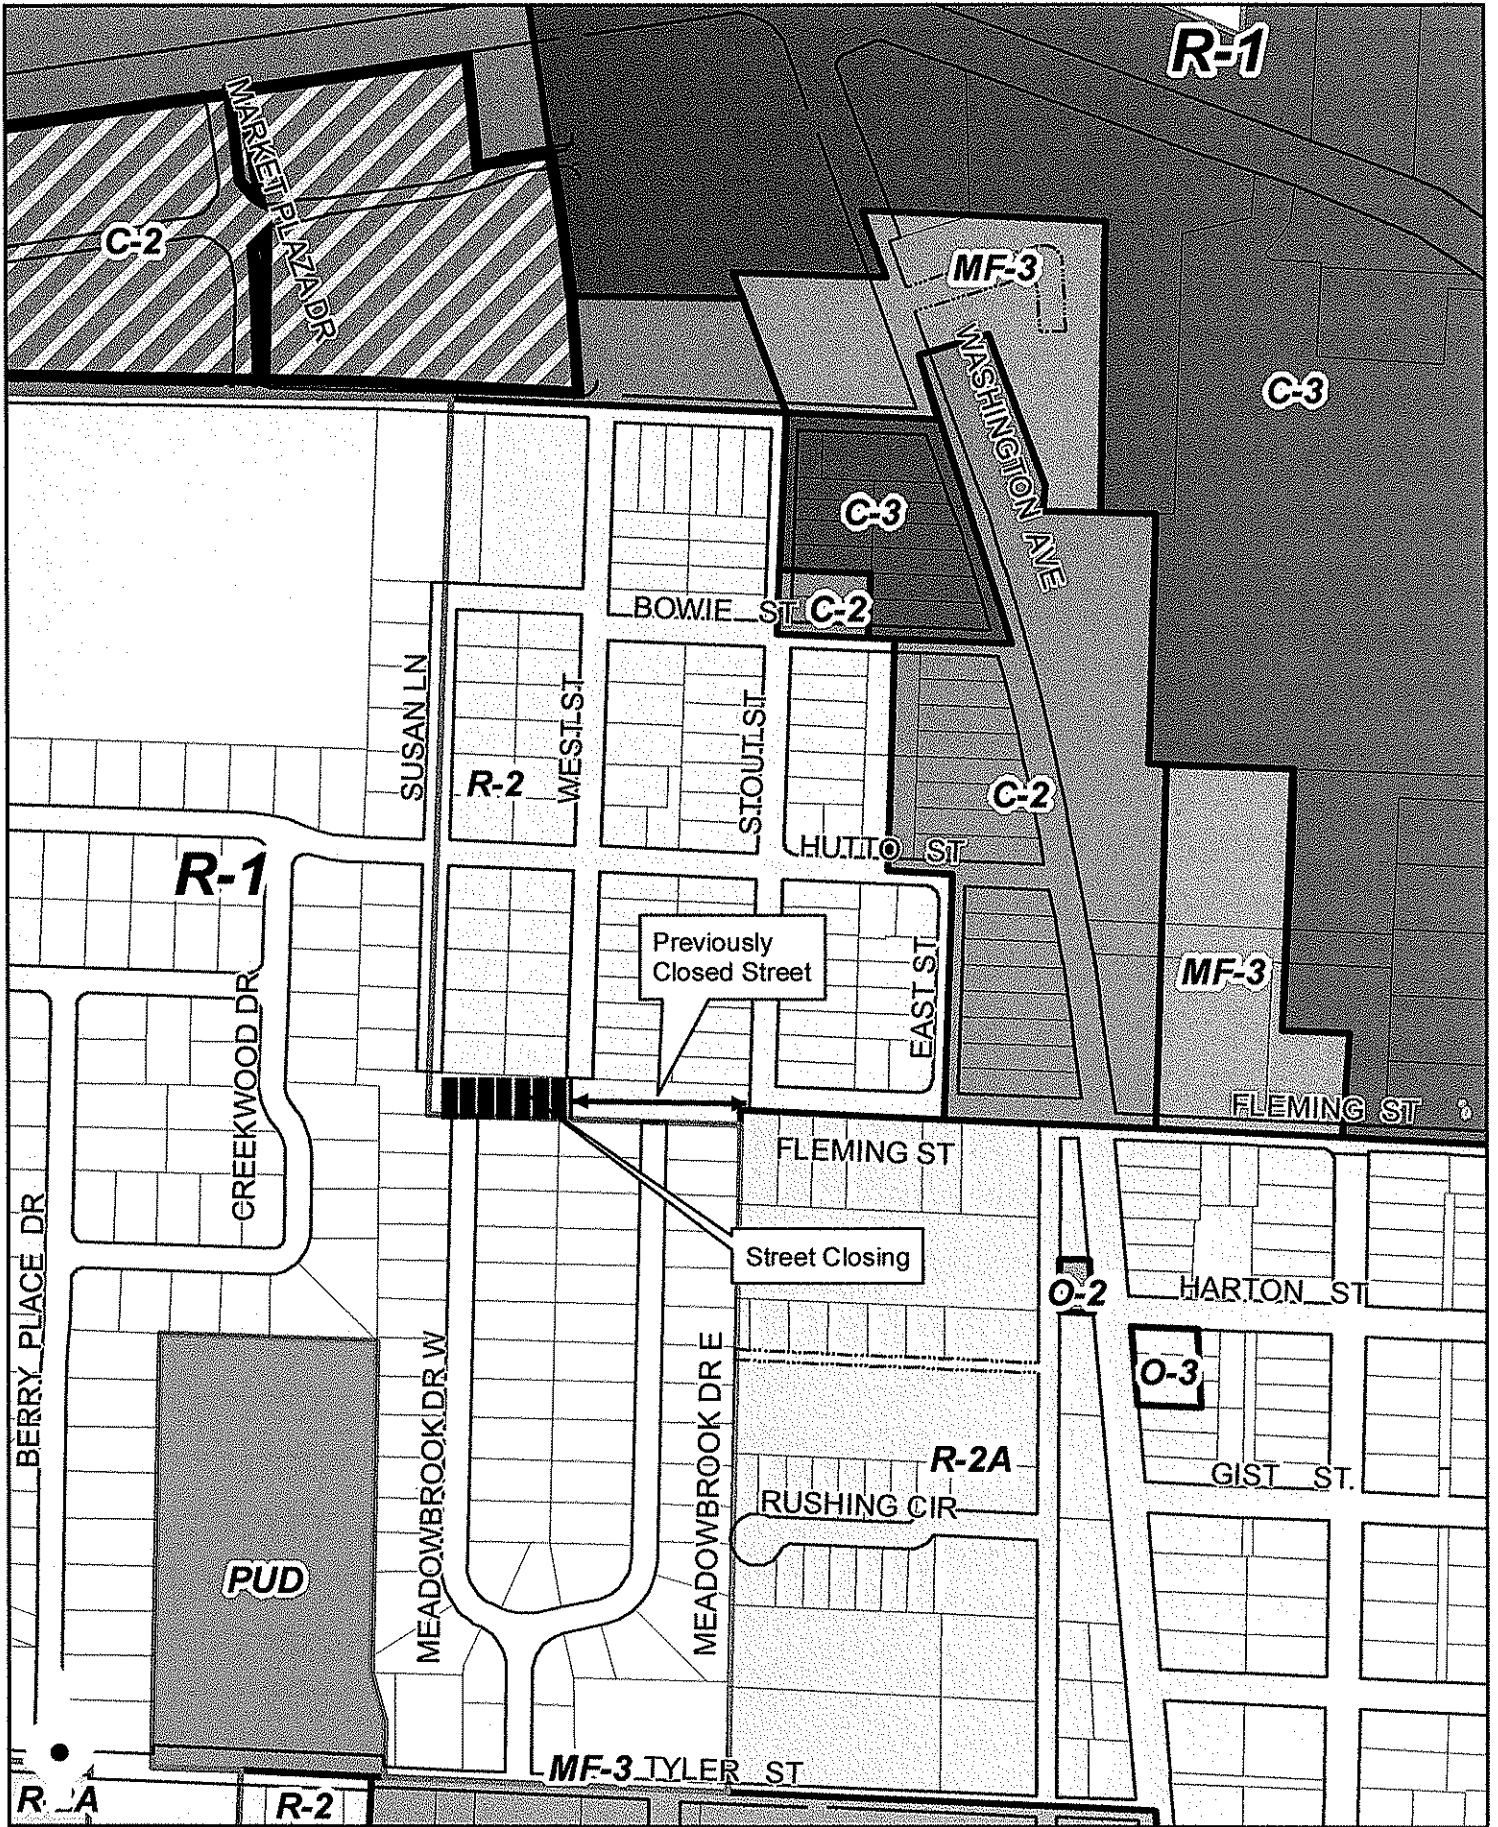 R-1
MARKETPLAZA DR
C-2
MF-3
WASHINGTON AVE
C-3
C-3
BOWIE ST
C-2
SUSAN LN
WEST ST
STOUT ST
R-2
C-2
HUTTO ST
R-1
Previously
Closed Street
EAST ST
MF-3
CREEKWOOD DR
FLEMING ST
FLEMING ST
BERRY PLACE DR
Street Closing
O-2
HARTON ST
O-3
MEADOWBROOK DR W
MEADOWBROOK DR E
R-2A
GIST ST.
RUSHING CIR
PUD
MF-3 TYLER ST
R-2